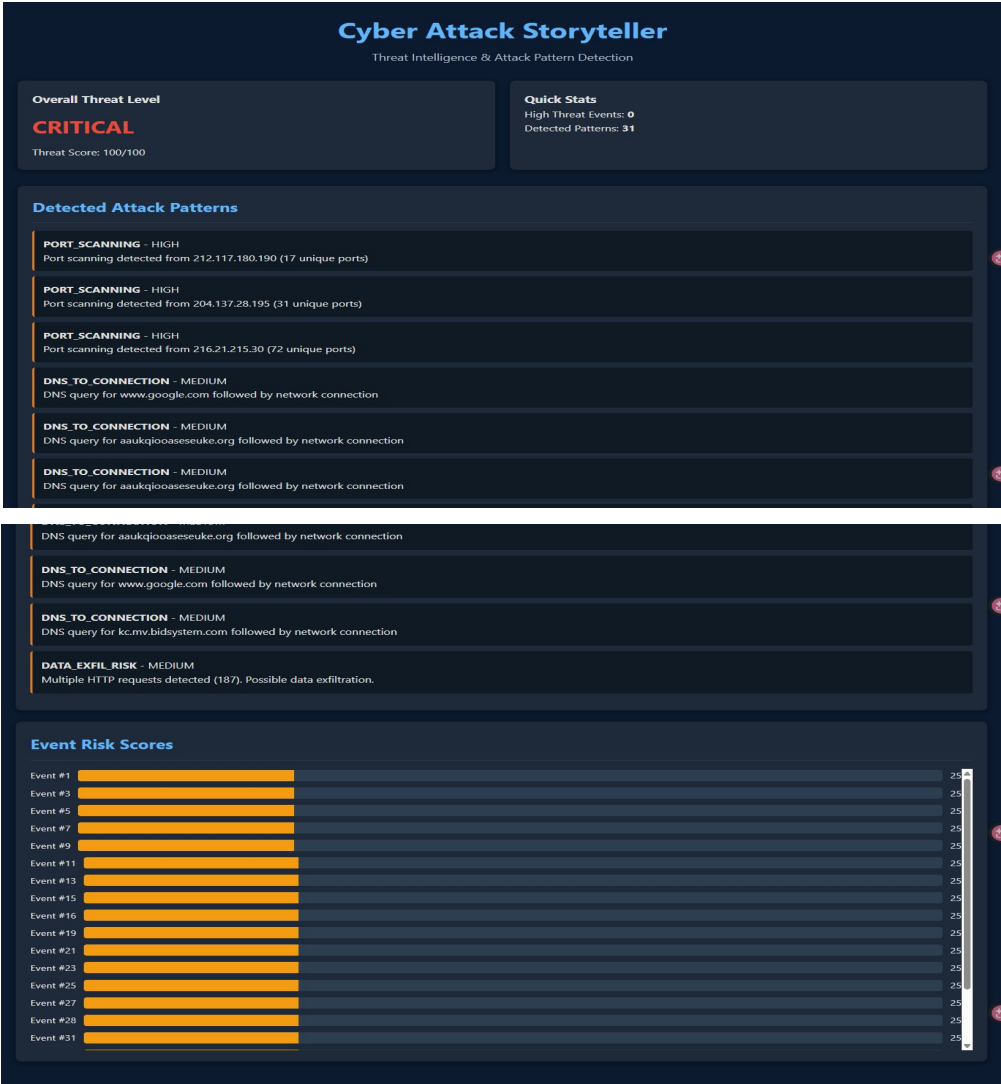 Cyber Attack Storyteller
Threat Intelligence & Attack Pattern Detection
Overall Threat Level
CRITICAL
Threat Score: 100/100
Quick Stats
High Threat Events: 0
Detected Patterns: 31
Detected Attack Patterns
PORT_SCANNING - HIGH
Port scanning detected from 212.117.180.190 (17 unique ports)
PORT_SCANNING - HIGH
Port scanning detected from 204.137.28.195 (31 unique ports)
PORT_SCANNING - HIGH
Port scanning detected from 216.21.215.30 (72 unique ports)
DNS_TO_CONNECTION - MEDIUM
DNS query for www.google.com followed by network connection
DNS_TO_CONNECTION - MEDIUM
DNS query for aaukqiooaseseuke.org followed by network connection
DNS_TO_CONNECTION - MEDIUM
DNS query for aaukqiooaseseuke.org followed by network connection
DNS_TO_CONNECTION - MEDIUM
DNS query for aaukqiooaseseuke.org followed by network connection
DNS_TO_CONNECTION - MEDIUM
DNS query for www.google.com followed by network connection
DNS_TO_CONNECTION - MEDIUM
DNS query for kc.mv.bidsystem.com followed by network connection
DATA_EXFIL_RISK - MEDIUM
Multiple HTTP requests detected (187). Possible data exfiltration.
Event Risk Scores
Event #1 25
Event #3 25
Event #5 25
Event #7 25
Event #9 25
Event #11 25
Event #13 25
Event #15 25
Event #16 25
Event #19 25
Event #21 25
Event #23 25
Event #25 25
Event #27 25
Event #28 25
Event #31 25